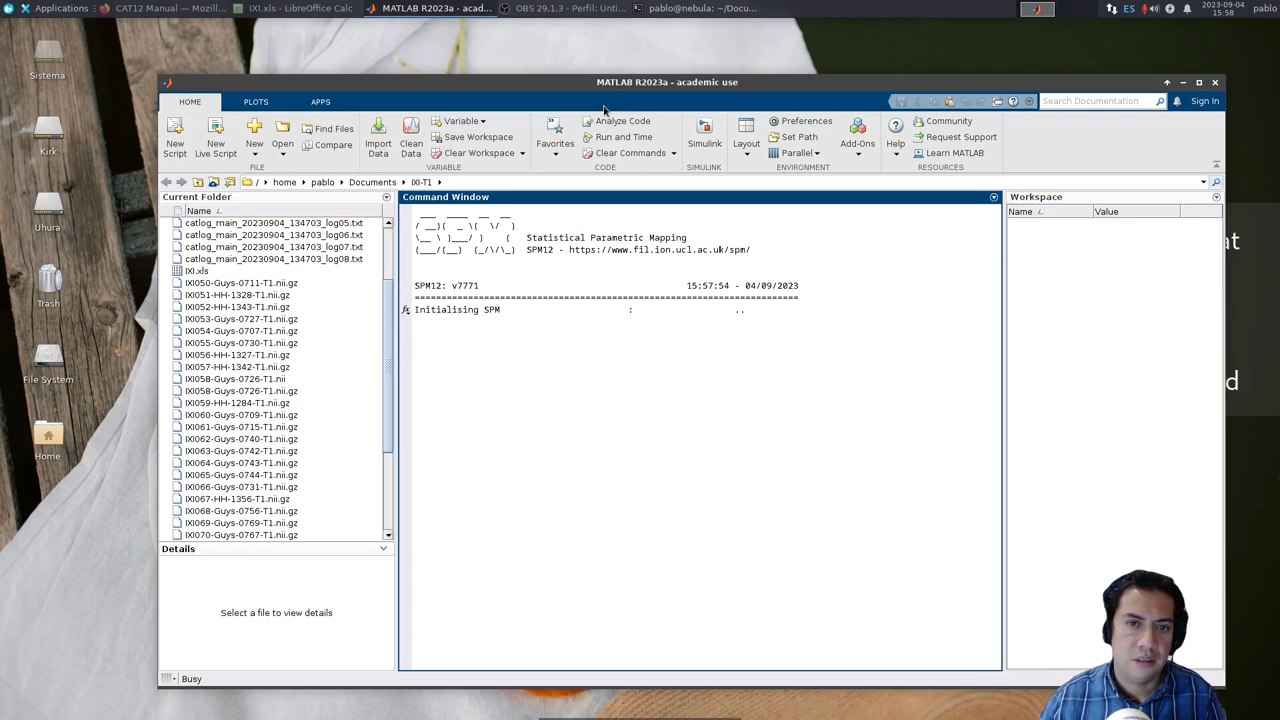 Applications
CAT12 Manual — Mozill...
IXI.xls - LibreOffice Calc
MATLAB R2023a - acad...
OBS 29.1.3 - Perfil: Unti...
pablo@nebula: ~/Docu...
ES
2023-09-04
15:58
pablo
Sistema
Kirk
Uhura
Trash
File System
Home
MATLAB R2023a - academic use
HOME
PLOTS
APPS
Search Documentation
Sign In
New
Script
New
Live Script
New
Open
Find Files
Compare
Import
Data
Clean
Data
Variable
Save Workspace
Clear Workspace
Favorites
Analyze Code
Run and Time
Clear Commands
Simulink
Layout
Preferences
Set Path
Parallel
Add-Ons
Help
Community
Request Support
Learn MATLAB
FILE
VARIABLE
CODE
SIMULINK
ENVIRONMENT
RESOURCES
/ home pablo Documents IXI-T1
Current Folder
Name
catlog_main_20230904_134703_log05.txt
catlog_main_20230904_134703_log06.txt
catlog_main_20230904_134703_log07.txt
catlog_main_20230904_134703_log08.txt
IXI.xls
IXI050-Guys-0711-T1.nii.gz
IXI051-HH-1328-T1.nii.gz
IXI052-HH-1343-T1.nii.gz
IXI053-Guys-0727-T1.nii.gz
IXI054-Guys-0707-T1.nii.gz
IXI055-Guys-0730-T1.nii.gz
IXI056-HH-1327-T1.nii.gz
IXI057-HH-1342-T1.nii.gz
IXI058-Guys-0726-T1.nii
IXI058-Guys-0726-T1.nii.gz
IXI059-HH-1284-T1.nii.gz
IXI060-Guys-0709-T1.nii.gz
IXI061-Guys-0715-T1.nii.gz
IXI062-Guys-0740-T1.nii.gz
IXI063-Guys-0742-T1.nii.gz
IXI064-Guys-0743-T1.nii.gz
IXI065-Guys-0744-T1.nii.gz
IXI066-Guys-0731-T1.nii.gz
IXI067-HH-1356-T1.nii.gz
IXI068-Guys-0756-T1.nii.gz
IXI069-Guys-0769-T1.nii.gz
IXI070-Guys-0767-T1.nii.gz
Details
Select a file to view details
Busy
Command Window
Statistical Parametric Mapping
SPM12 - https://www.fil.ion.ucl.ac.uk/spm/
SPM12: v7771 15:57:54 - 04/09/2023
========================================================================
fx Initialising SPM : ..
Workspace
Name
Value
at
d